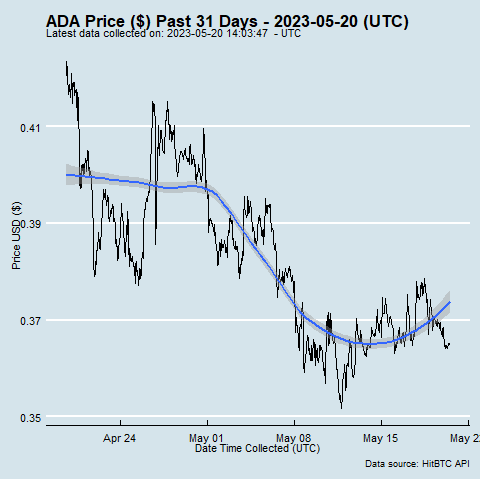 ADA Price ($) Past 31 Days - 2023-05-20 (UTC)
Latest data collected on: 2023-05-20 14:03:47 - UTC
0.41
0.39
0.37
0.35
Price USD ($)
Apr 24
May 01
May 08
May 15
May 2
Date Time Collected (UTC)
Data source: HitBTC API